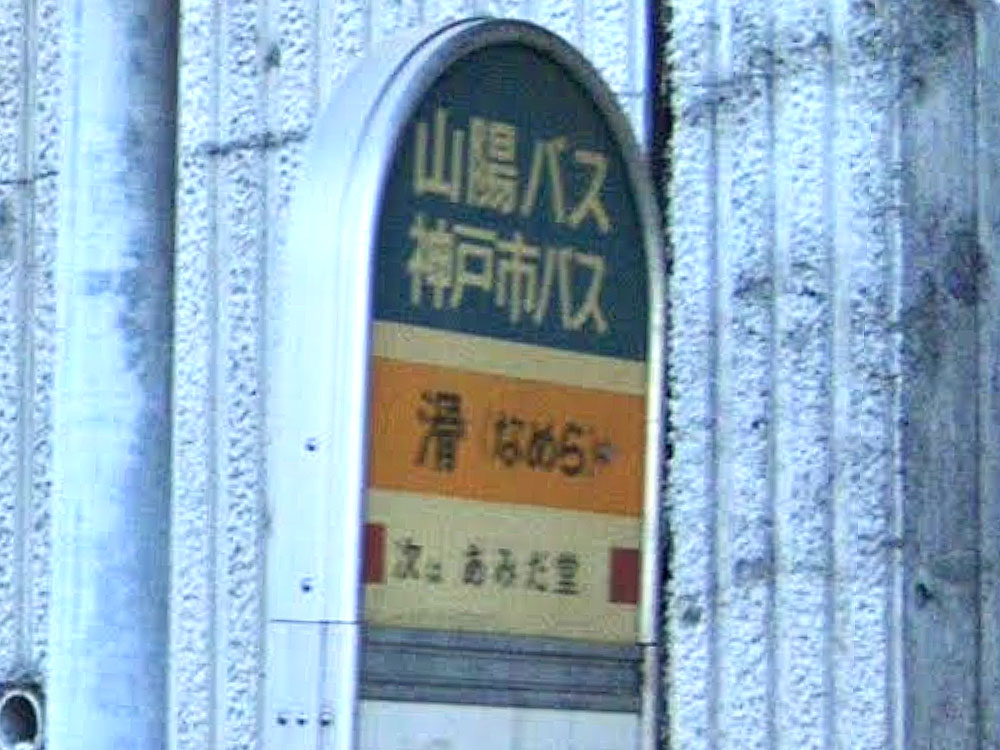 山陽バス
神戸市バス
滑 (なめら)
次は あみだ堂